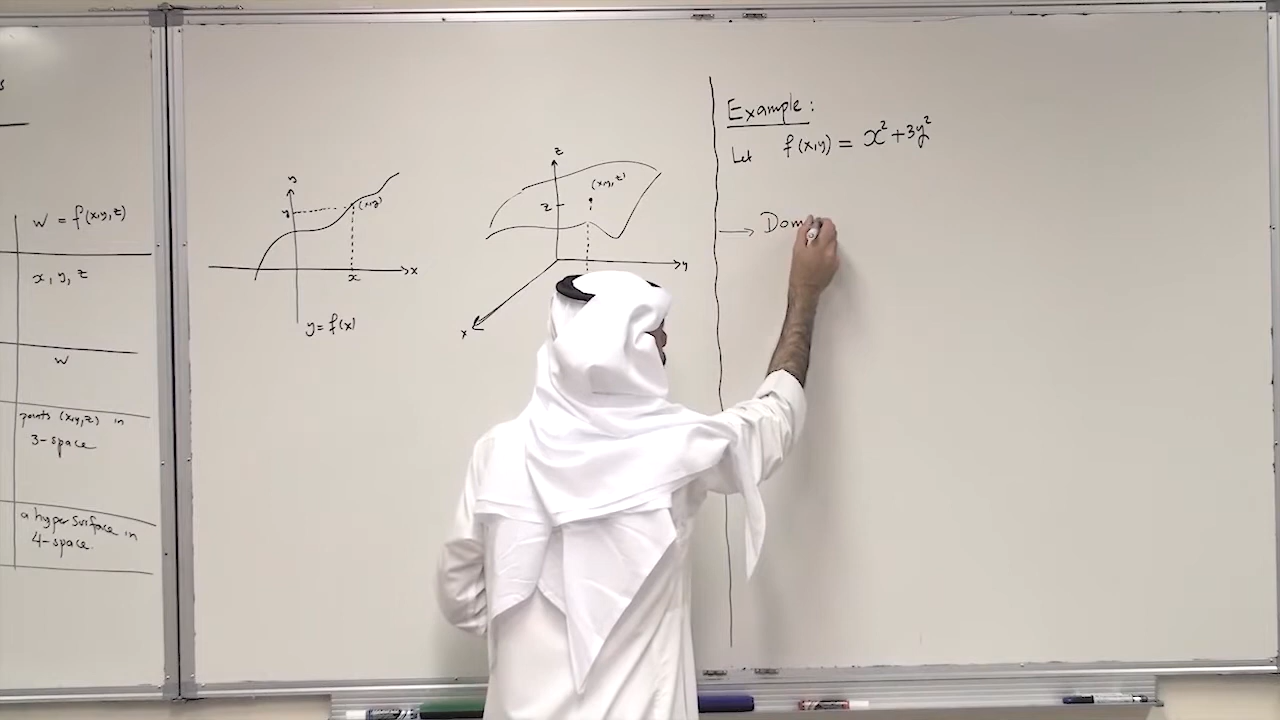 s
w = f(x,y,z)
x, y, z
w
points (x,y,z) in
3-space
a hyper surface in
4-space.
y
y
(x,y)
x
x
y = f(x)
z
(x,y,z)
z
y
x
Example:
Let f(x,y) = x² + 3y²
→ Dom